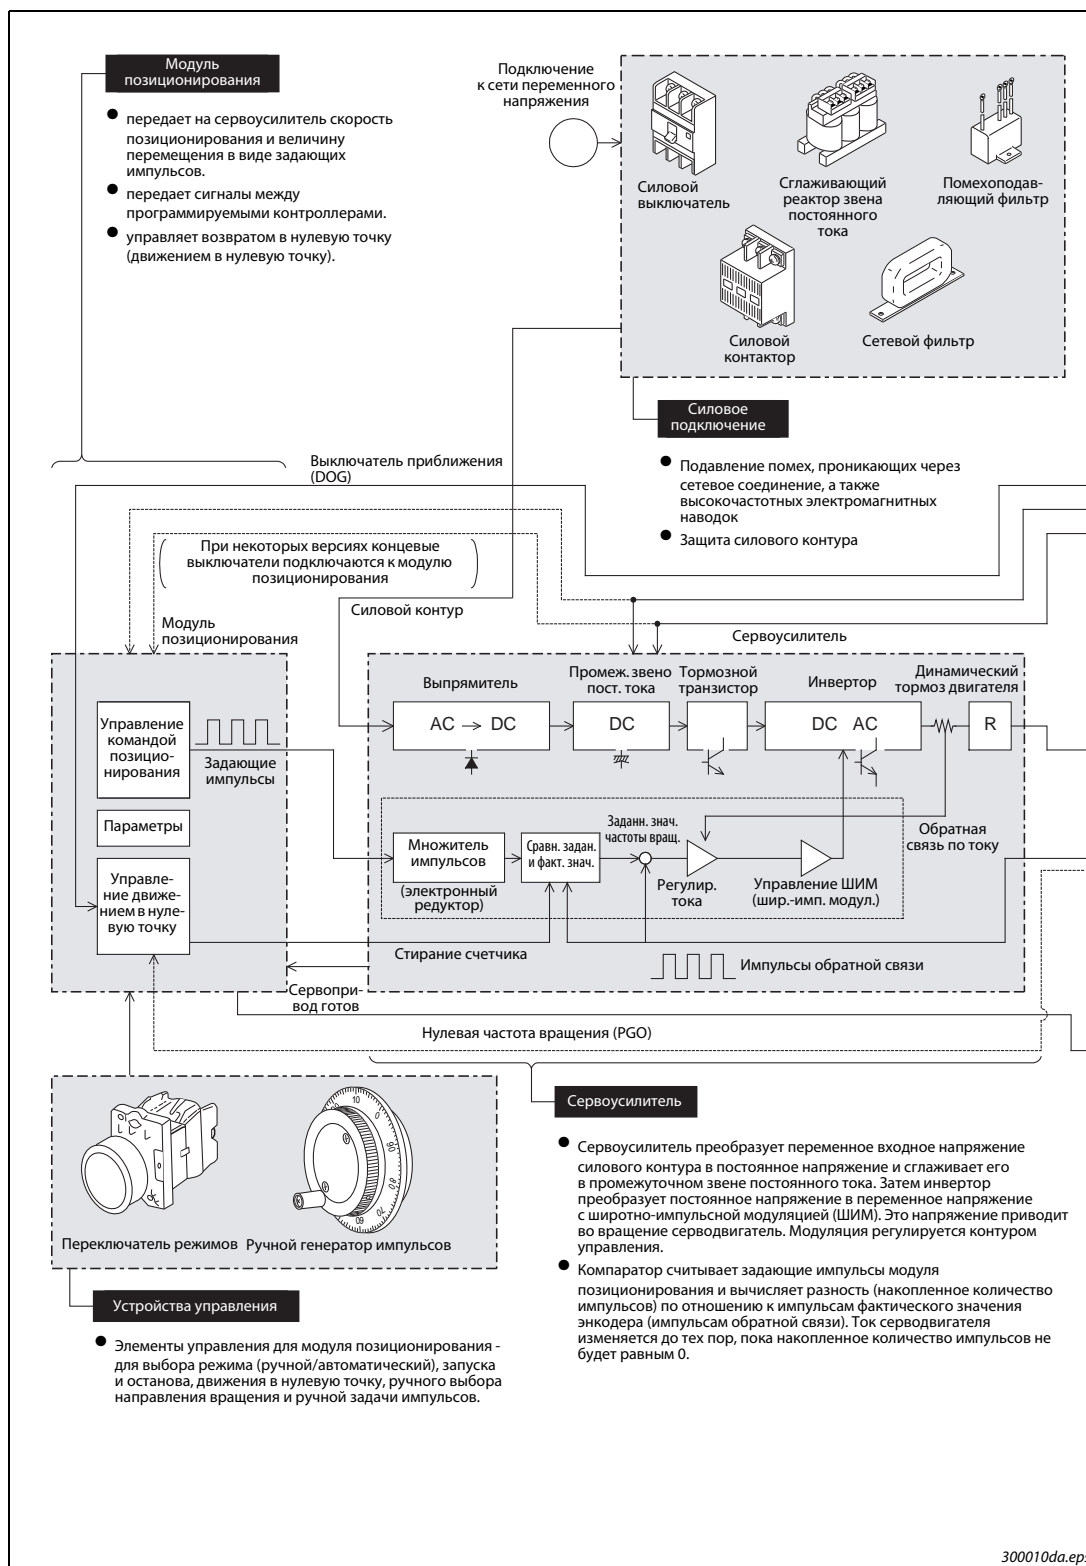 Модуль
позиционирования
● передает на сервоусилитель скорость
позиционирования и величину
перемещения в виде задающих
импульсов.
● передает сигналы между
программируемыми контроллерами.
● управляет возвратом в нулевую точку
(движением в нулевую точку).
Подключение
к сети переменного
напряжения
Силовой
выключатель
Сглаживающий
реактор звена
постоянного
тока
Помехоподав-
ляющий фильтр
Силовой
контактор
Сетевой фильтр
Силовое
подключение
● Подавление помех, проникающих через
сетевое соединение, а также
высокочастотных электромагнитных
наводок
● Защита силового контура
Выключатель приближения
(DOG)
При некоторых версиях концевые
выключатели подключаются к модулю
позиционирования
Силовой контур
Модуль
позиционирования
Сервоусилитель
Выпрямитель
Промеж. звено
пост. тока
Тормозной
транзистор
Инвертор
Динамический
тормоз двигателя
AC → DC
DC
DC AC
R
Управление
командой
позицио-
нирования
Задающие
импульсы
Параметры
Управле-
ние движе-
нием в нуле-
вую точку
Множитель
импульсов
(электронный
редуктор)
Сравн. задан.
и факт. знач.
Заданн. знач.
частоты вращ.
Регулир.
тока
Управление ШИМ
(шир.-имп. модул.)
Обратная
связь по току
Стирание счетчика
Импульсы обратной связи
Сервопри-
вод готов
Нулевая частота вращения (PGO)
Переключатель режимов
10
0
90
80
70
60
Ручной генератор импульсов
Устройства управления
● Элементы управления для модуля позиционирования -
для выбора режима (ручной/автоматический), запуска
и останова, движения в нулевую точку, ручного выбора
направления вращения и ручной задачи импульсов.
Сервоусилитель
● Сервоусилитель преобразует переменное входное напряжение
силового контура в постоянное напряжение и сглаживает его
в промежуточном звене постоянного тока. Затем инвертор
преобразует постоянное напряжение в переменное напряжение
с широтно-импульсной модуляцией (ШИМ). Это напряжение приводит
во вращение серводвигатель. Модуляция регулируется контуром
управления.
● Компаратор считывает задающие импульсы модуля
позиционирования и вычисляет разность (накопленное количество
импульсов) по отношению к импульсам фактического значения
энкодера (импульсам обратной связи). Ток серводвигателя
изменяется до тех пор, пока накопленное количество импульсов не
будет равным 0.
300010da.eps